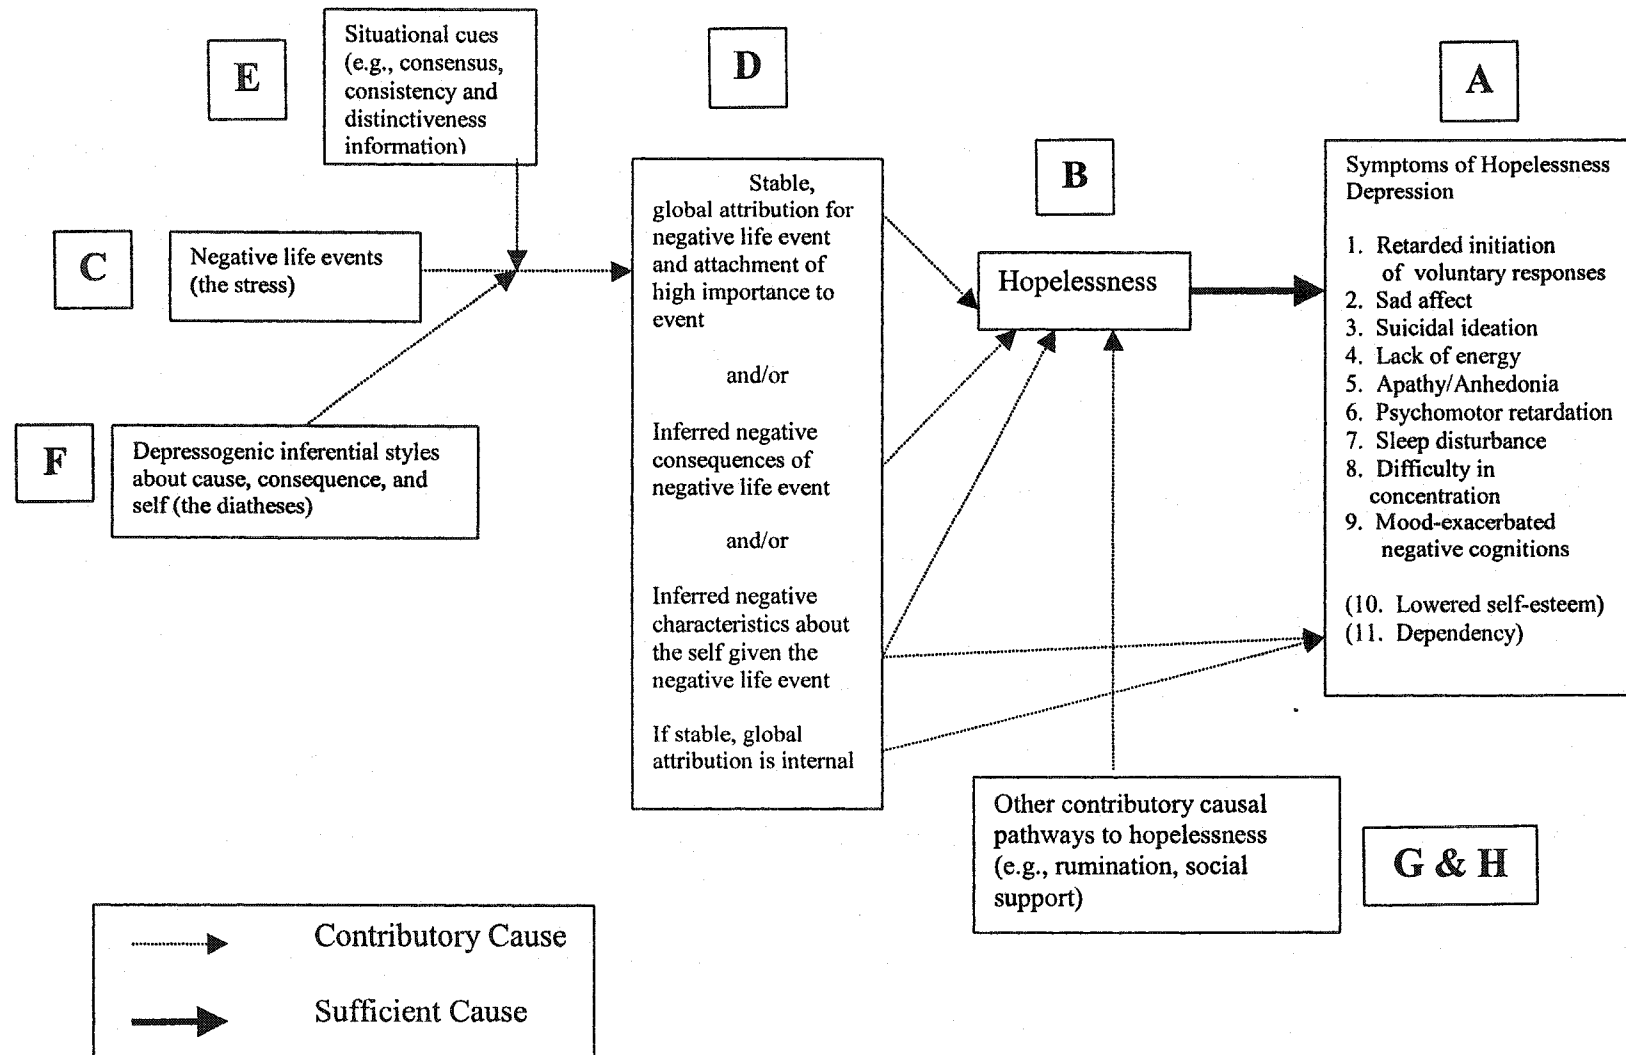 E
Situational cues
(e.g., consensus,
consistency and
distinctiveness
information)
D
A
C
Negative life events
(the stress)
F
Depressogenic inferential styles
about cause, consequence, and
self (the diatheses)
Stable,
global attribution for
negative life event
and attachment of
high importance to
event
and/or
Inferred negative
consequences of
negative life event
and/or
Inferred negative
characteristics about
the self given the
negative life event
If stable, global
attribution is internal
B
Hopelessness
Symptoms of Hopelessness
Depression
1. Retarded initiation
of voluntary responses
2. Sad affect
3. Suicidal ideation
4. Lack of energy
5. Apathy/Anhedonia
6. Psychomotor retardation
7. Sleep disturbance
8. Difficulty in
concentration
9. Mood-exacerbated
negative cognitions
(10. Lowered self-esteem)
(11. Dependency)
Other contributory causal
pathways to hopelessness
(e.g., rumination, social
support)
G & H
Contributory Cause
Sufficient Cause